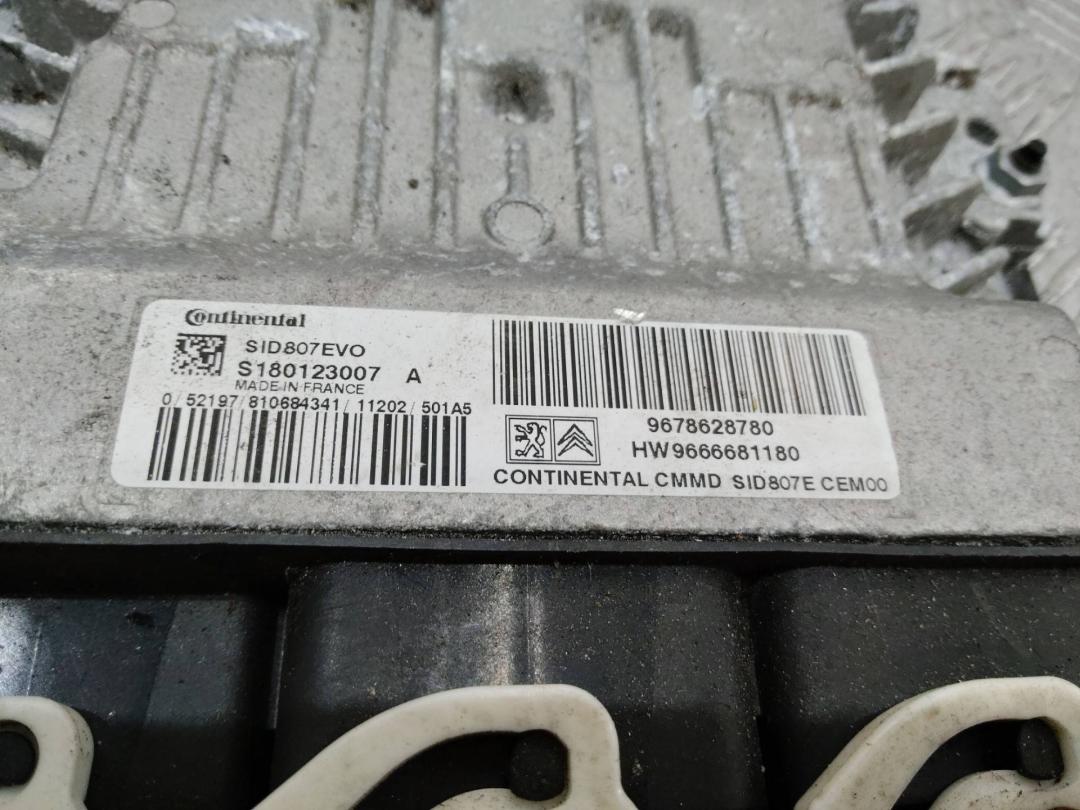 Continental
SID807EVO
S180123007 A
MADE IN FRANCE
0/52197/810684341/11202/501A5
9678628780
HW9666681180
CONTINENTAL CMMD SID807E CEM00